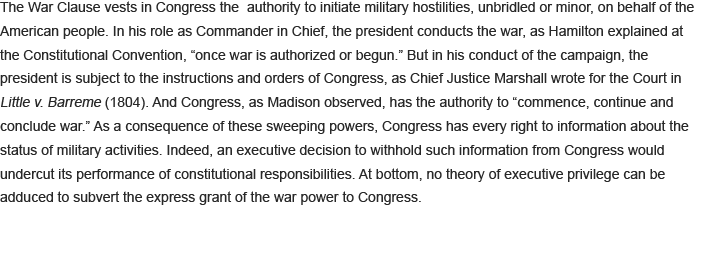 The War Clause vests in Congress the  authority to initiate military hostilities, unbridled or minor, on behalf of the
American people. In his role as Commander in Chief, the president conducts the war, as Hamilton explained at
the Constitutional Convention, “once war is authorized or begun.” But in his conduct of the campaign, the
president is subject to the instructions and orders of Congress, as Chief Justice Marshall wrote for the Court in
Little v. Barreme (1804). And Congress, as Madison observed, has the authority to “commence, continue and
conclude war.” As a consequence of these sweeping powers, Congress has every right to information about the
status of military activities. Indeed, an executive decision to withhold such information from Congress would
undercut its performance of constitutional responsibilities. At bottom, no theory of executive privilege can be
adduced to subvert the express grant of the war power to Congress.